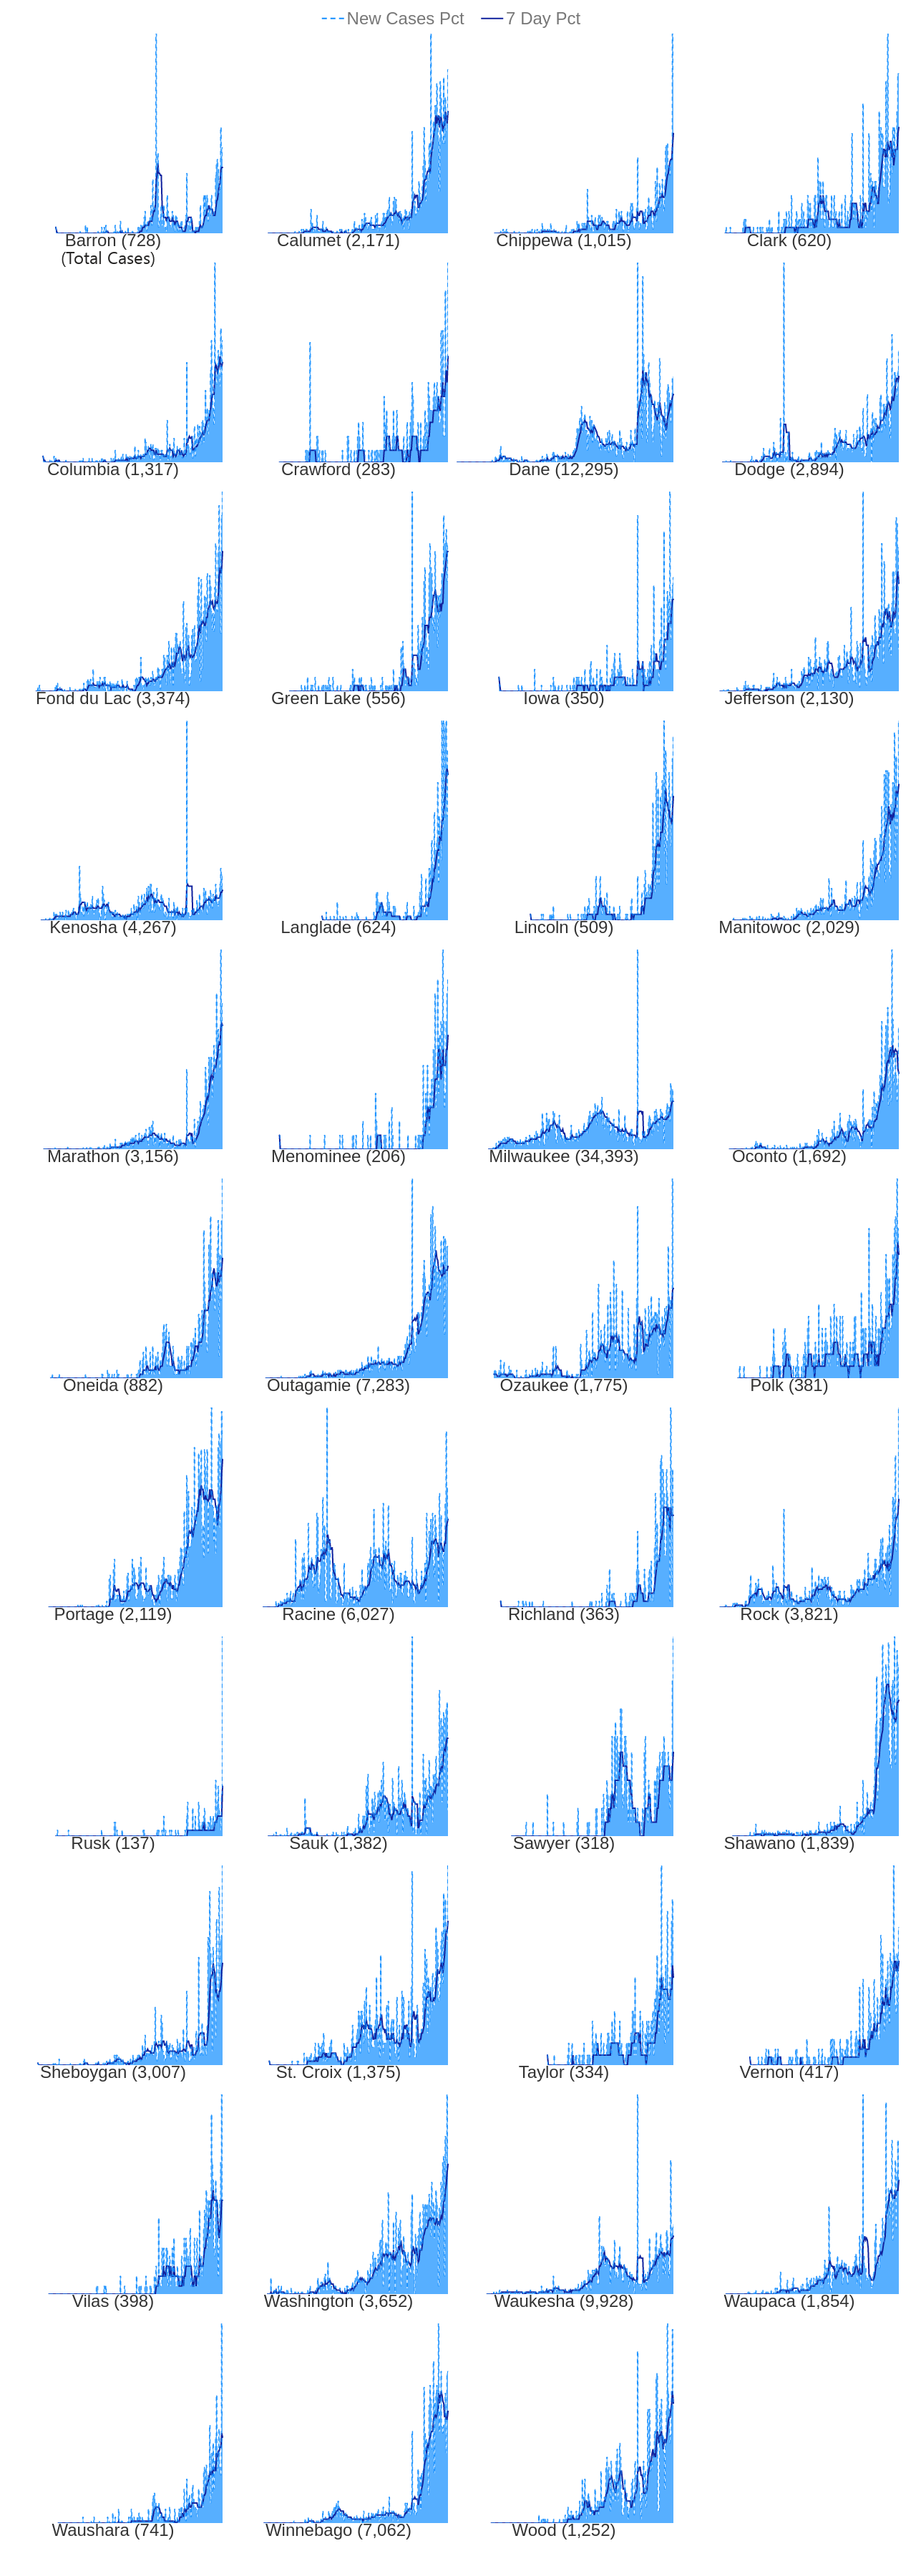 New Cases Pct 7 Day Pct
Barron (728) Calumet (2,171) Chippewa (1,015) Clark (620)
(Total Cases)
Columbia (1,317) Crawford (283) Dane (12,295) Dodge (2,894)
Fond du Lac (3,374) Green Lake (556) Iowa (350) Jefferson (2,130)
Kenosha (4,267) Langlade (624) Lincoln (509) Manitowoc (2,029)
Marathon (3,156) Menominee (206) Milwaukee (34,393) Oconto (1,692)
Oneida (882) Outagamie (7,283) Ozaukee (1,775) Polk (381)
Portage (2,119) Racine (6,027) Richland (363) Rock (3,821)
Rusk (137) Sauk (1,382) Sawyer (318) Shawano (1,839)
Sheboygan (3,007) St. Croix (1,375) Taylor (334) Vernon (417)
Vilas (398) Washington (3,652) Waukesha (9,928) Waupaca (1,854)
Waushara (741) Winnebago (7,062) Wood (1,252)